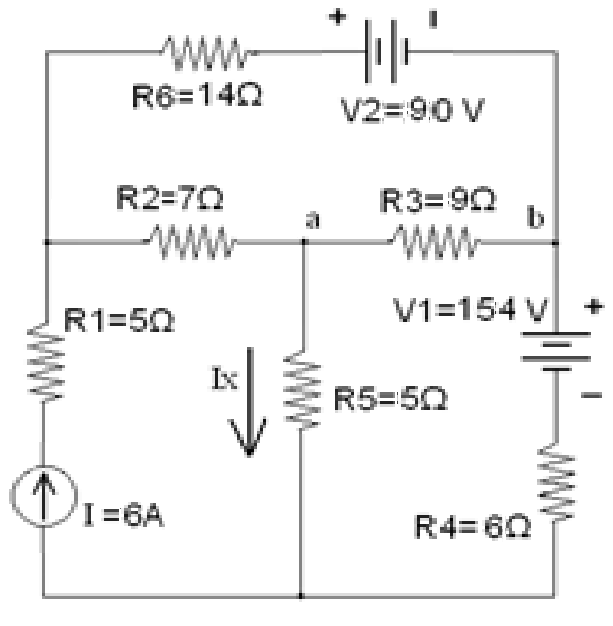 + -
R6=14Ω
V2=90 V
R2=7Ω
a
R3=9Ω
b
R1=5Ω
V1=154 V
+
Ix
R5=5Ω
-
I=6A
R4=6Ω